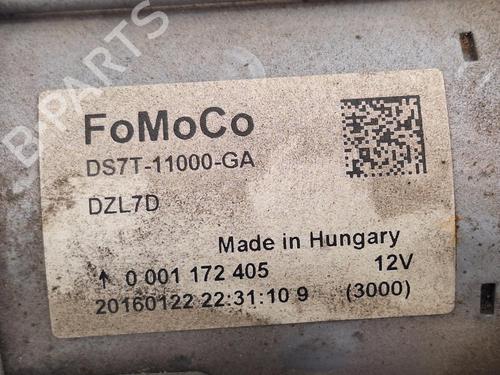 B-PARTS
FoMoCo
DS7T-11000-GA
DZL7D
Made in Hungary
↑ 0 001 172 405 12V
20160122 22:31:10 9 (3000)